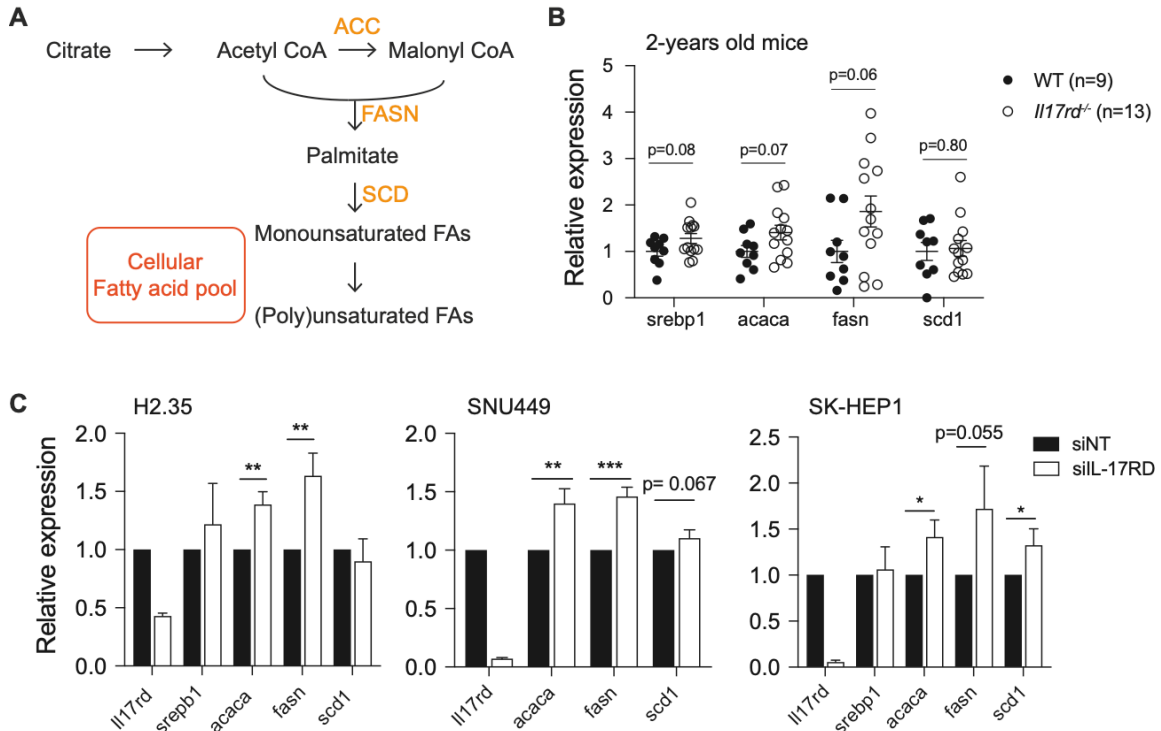 A
Citrate
Acetyl CoA
ACC
Malonyl CoA
FASN
Palmitate
SCD
Monounsaturated FAs
Cellular
Fatty acid pool
(Poly)unsaturated FAs
B
2-years old mice
Relative expression
5
4
3
2
1
0
p=0.08
p=0.07
p=0.06
p=0.80
srebp1
acaca
fasn
scd1
WT (n=9)
Il17rd-/- (n=13)
C
H2.35
Relative expression
2.0
1.5
1.0
0.5
0.0
**
**
Il17rd
srepb1
acaca
fasn
scd1
SNU449
2.0
1.5
1.0
0.5
0.0
**
***
p= 0.067
Il17rd
acaca
fasn
scd1
SK-HEP1
2.5
2.0
1.5
1.0
0.5
0.0
*
p=0.055
*
Il17rd
srebp1
acaca
fasn
scd1
siNT
siIL-17RD